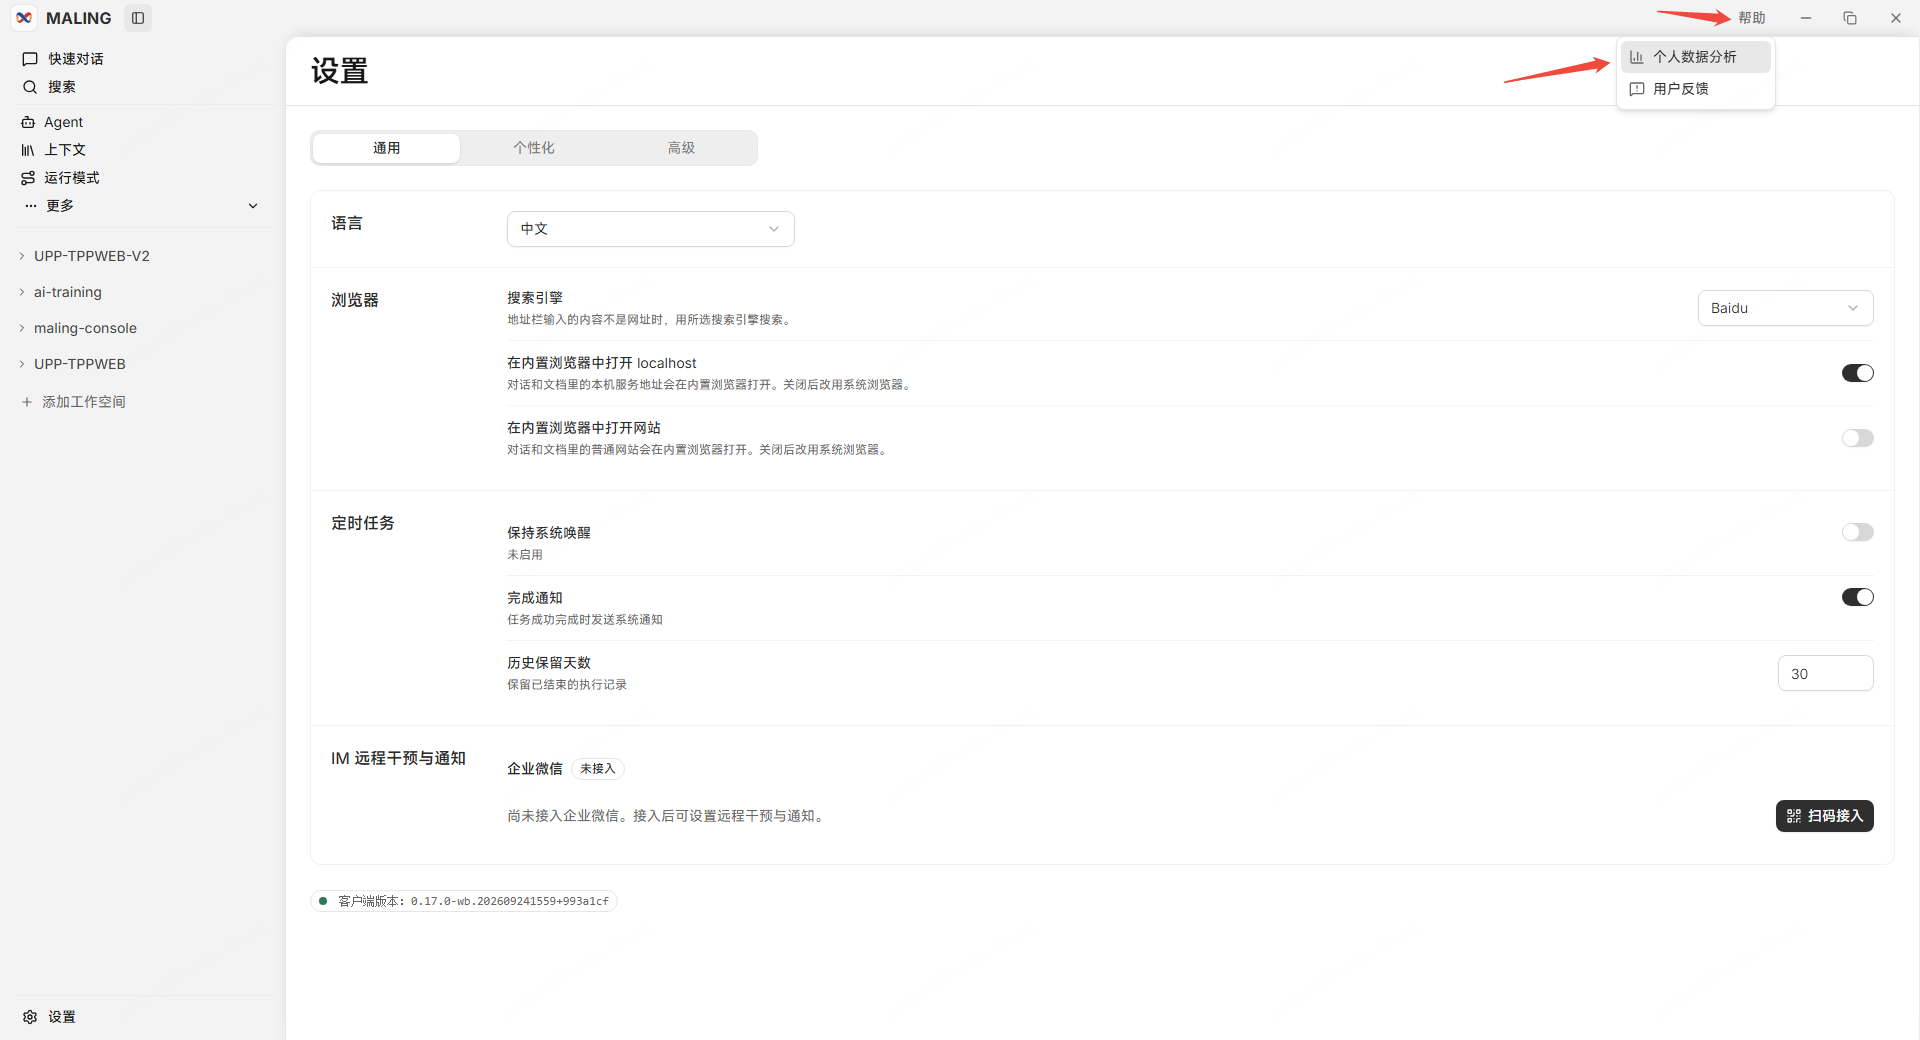 MALING
帮助
个人数据分析
用户反馈
快速对话
搜索
Agent
上下文
运行模式
更多
UPP-TPPWEB-V2
ai-training
maling-console
UPP-TPPWEB
添加工作空间
设置
设置
通用
个性化
高级
语言
中文
浏览器
搜索引擎
地址栏输入的内容不是网址时，用所选搜索引擎搜索。
Baidu
在内置浏览器中打开 localhost
对话和文档里的本机服务地址会在内置浏览器打开。关闭后改用系统浏览器。
在内置浏览器中打开网站
对话和文档里的普通网站会在内置浏览器打开。关闭后改用系统浏览器。
定时任务
保持系统唤醒
未启用
完成通知
任务成功完成时发送系统通知
历史保留天数
保留已结束的执行记录
30
IM 远程干预与通知
企业微信
未接入
尚未接入企业微信。接入后可设置远程干预与通知。
扫码接入
客户端版本：0.17.0-wb.202609241559+993a1cf